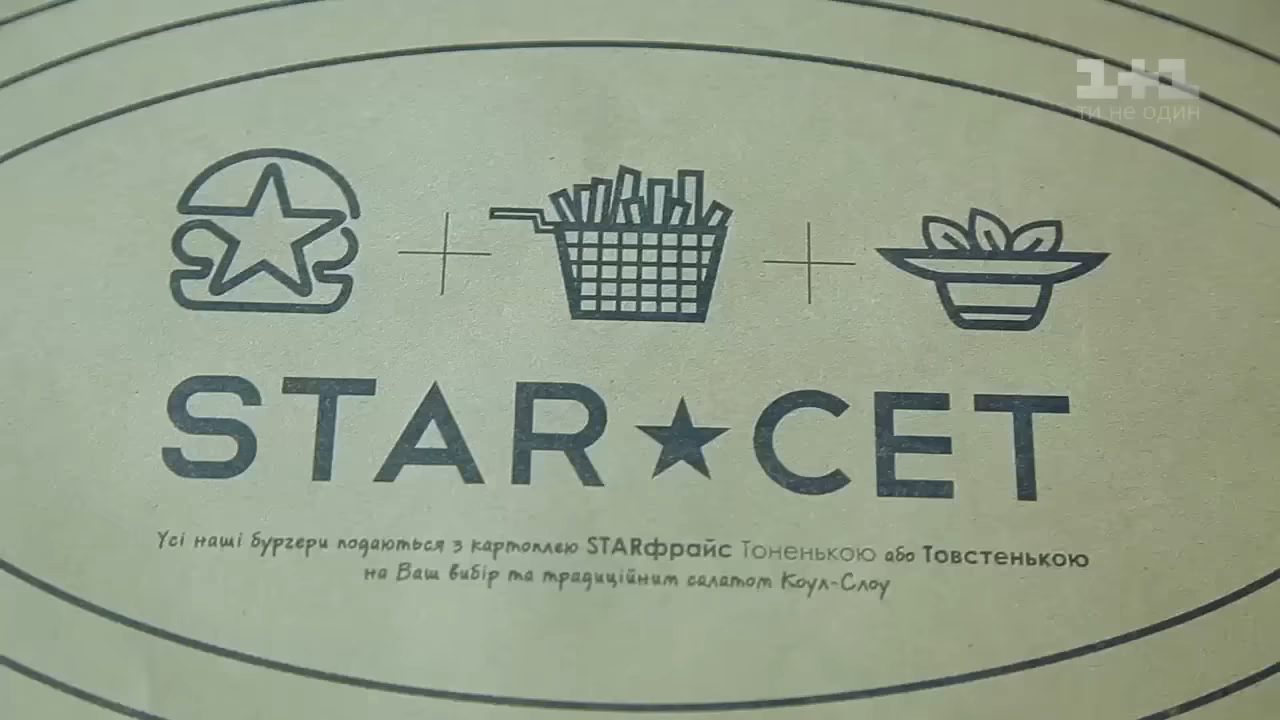 1+1
ти не один
STAR★СЕТ
Усі наші бургери подаються з картоплею STARфрайс Тоненькою або Товстенькою
на Ваш вибір та традиційним салатом Коул-Слоу